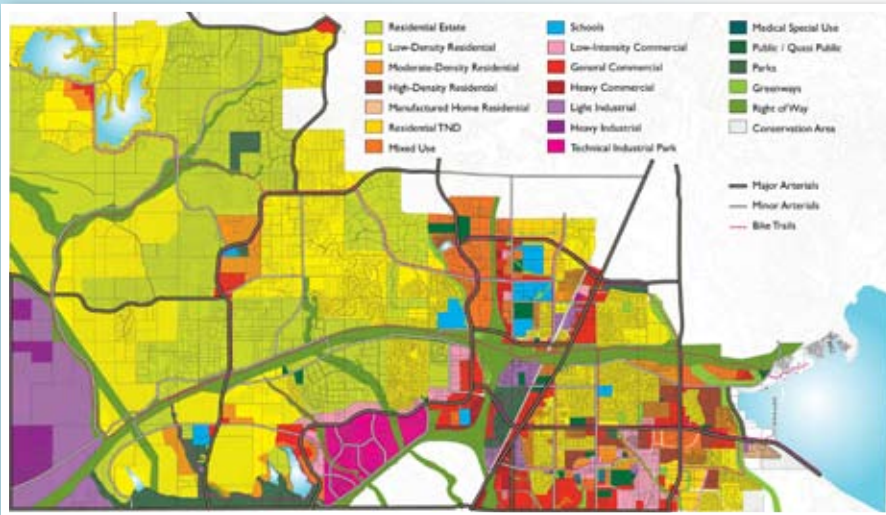 Residential Estate
Low-Density Residential
Moderate-Density Residential
High-Density Residential
Manufactured Home Residential
Residential TND
Mixed Use
Schools
Low-Intensity Commercial
General Commercial
Heavy Commercial
Light Industrial
Heavy Industrial
Technical Industrial Park
Medical Special Use
Public / Quasi Public
Parks
Greenways
Right of Way
Conservation Area
Major Arterials
Minor Arterials
Bike Trails